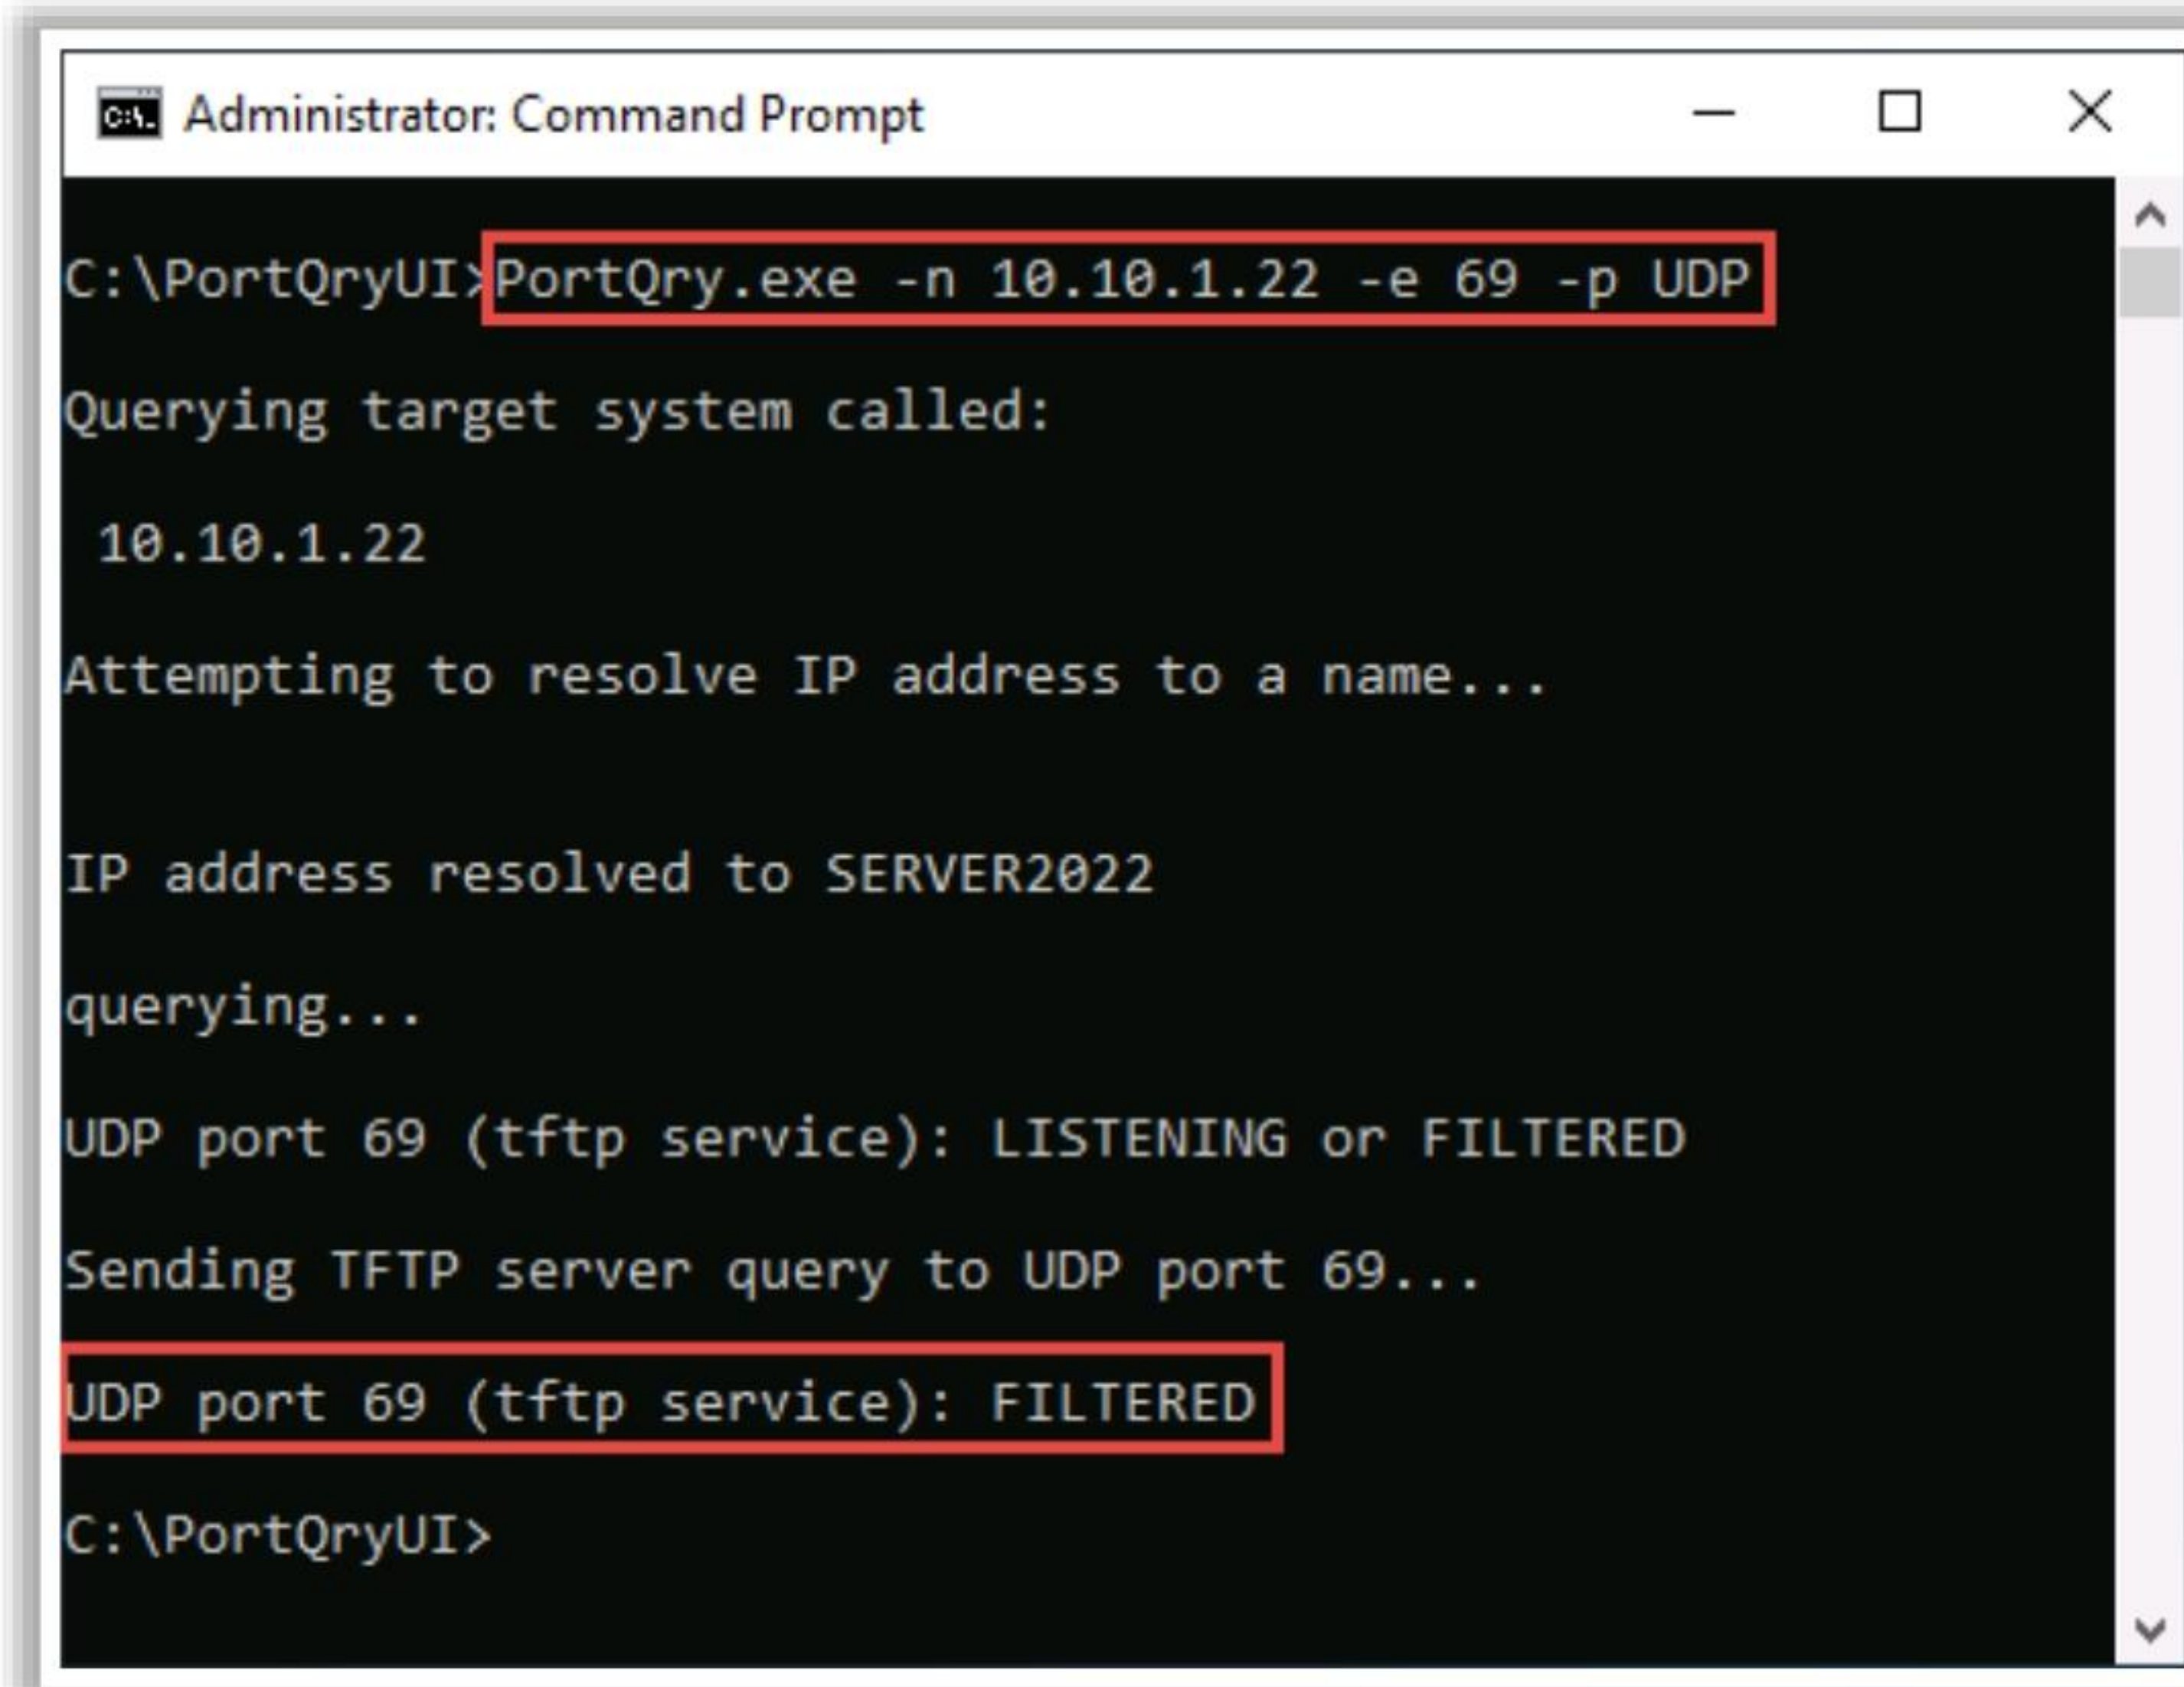 C:\. Administrator: Command Prompt
C:\PortQryUI>PortQry.exe -n 10.10.1.22 -e 69 -p UDP
Querying target system called:
10.10.1.22
Attempting to resolve IP address to a name...
IP address resolved to SERVER2022
querying...
UDP port 69 (tftp service): LISTENING or FILTERED
Sending TFTP server query to UDP port 69...
UDP port 69 (tftp service): FILTERED
C:\PortQryUI>